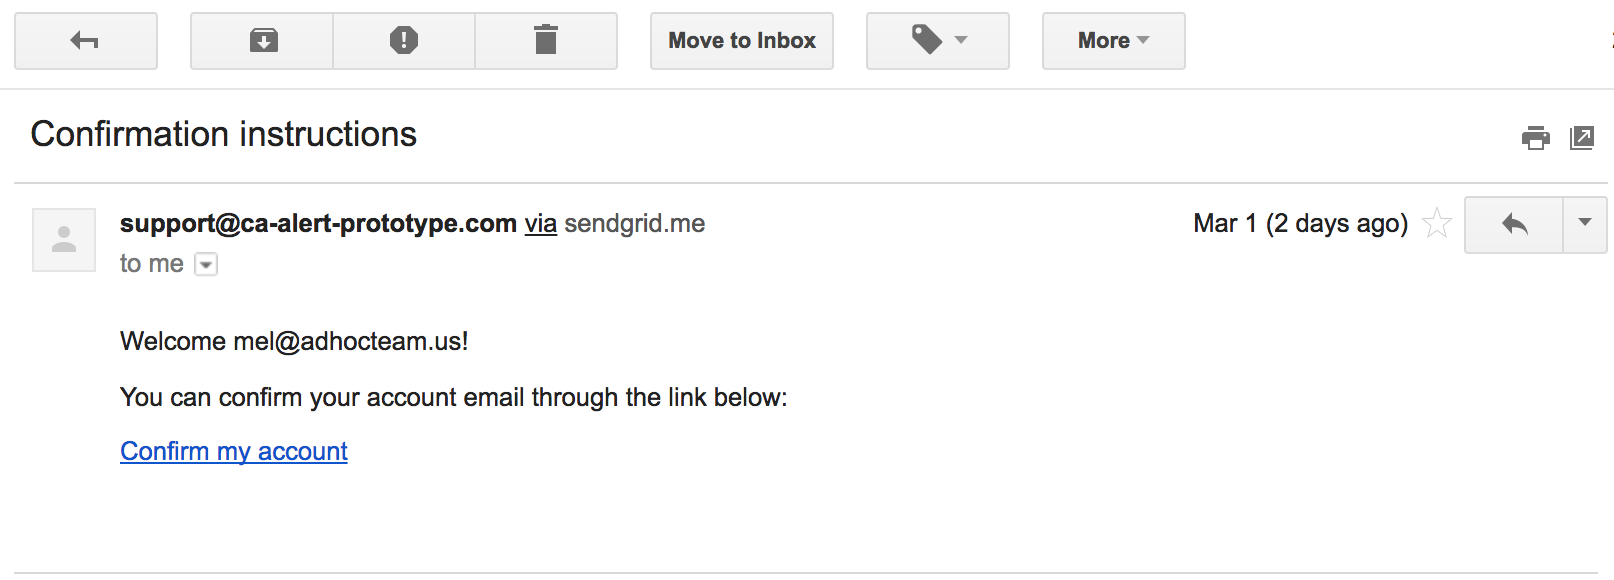 Move to Inbox
More
Confirmation instructions
support@ca-alert-prototype.com via sendgrid.me
Mar 1 (2 days ago)
to me
Welcome mel@adhocteam.us!
You can confirm your account email through the link below:
Confirm my account